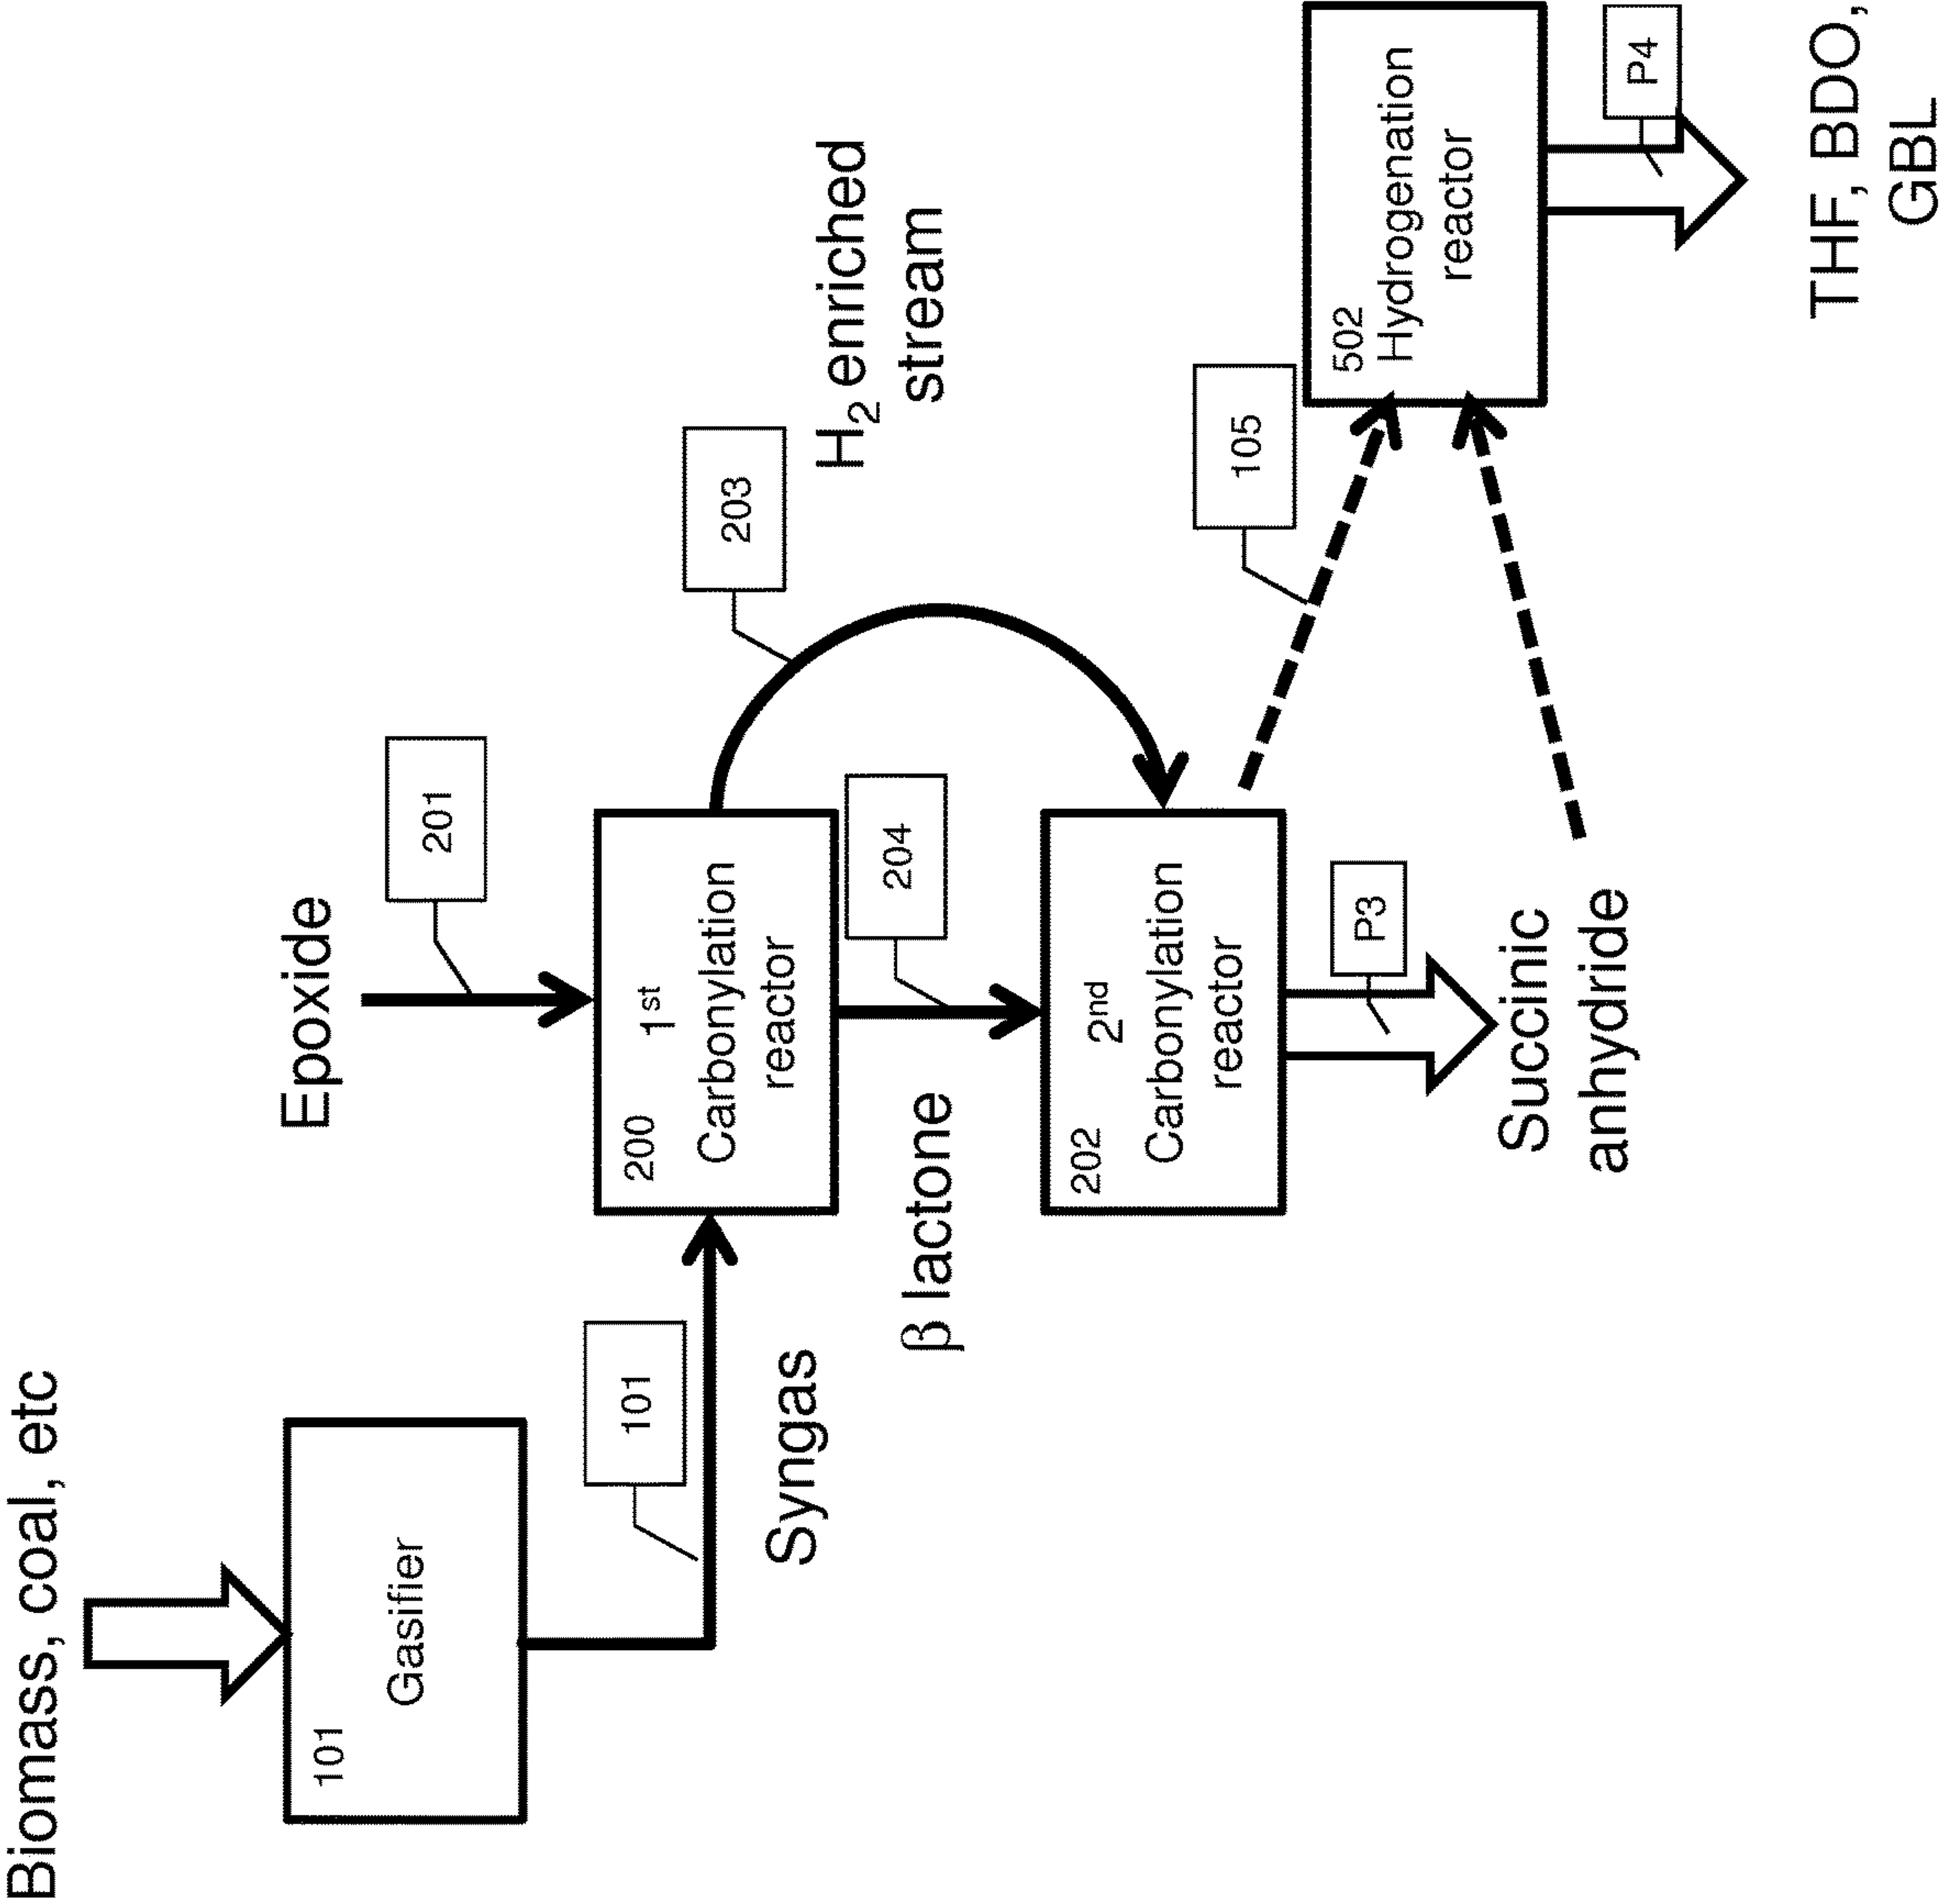 Biomass, coal, etc
101
Gasifier
101
Syngas
Epoxide
201
200 1st
Carbonylation
reactor
203
H2 enriched
stream
β lactone
204
202 2nd
Carbonylation
reactor
P3
Succinic
anhydride
105
502
Hydrogenation
reactor
P4
THF, BDO,
GBL